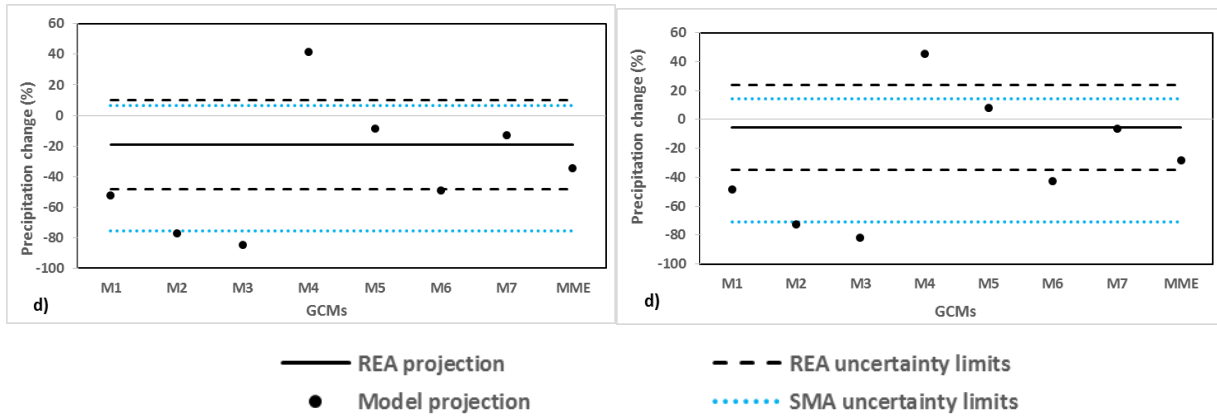 60
40
20
0
-20
-40
-60
-80
-100
Precipitation change (%)
M1 M2 M3 M4 M5 M6 M7 MME
GCMs
d)
60
40
20
0
-20
-40
-60
-80
-100
Precipitation change (%)
M1 M2 M3 M4 M5 M6 M7 MME
GCMs
d)
REA projection
REA uncertainty limits
Model projection
SMA uncertainty limits